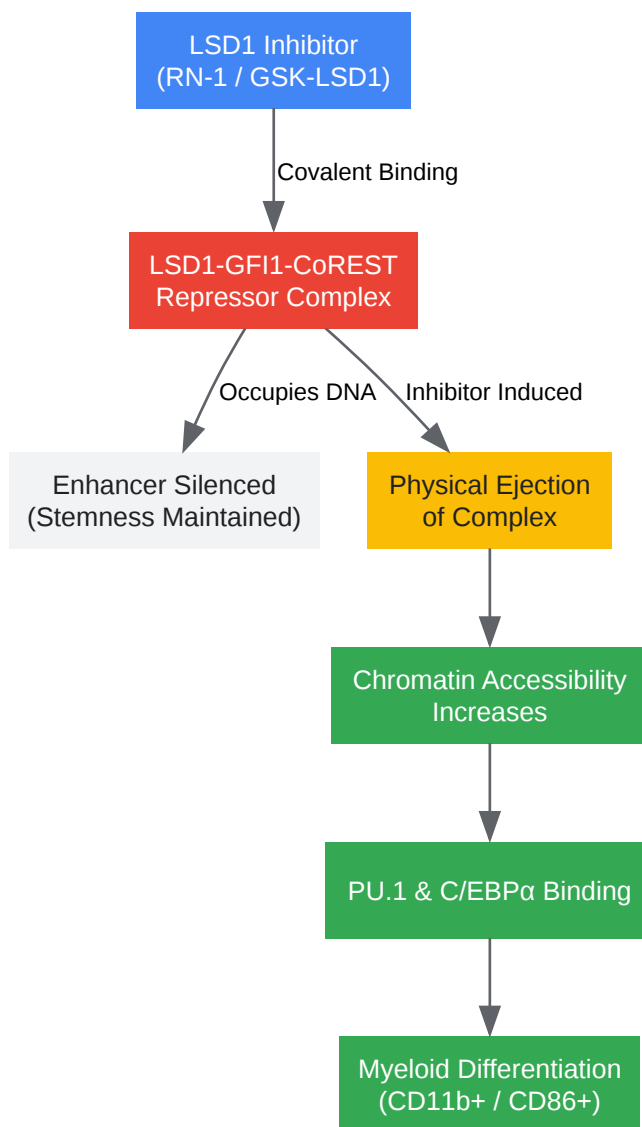 LSD1 Inhibitor
(RN-1 / GSK-LSD1)
Covalent Binding
LSD1-GFI1-CoREST
Repressor Complex
Occupies DNA
Inhibitor Induced
Enhancer Silenced
(Stemness Maintained)
Physical Ejection
of Complex
Chromatin Accessibility
Increases
PU.1 & C/EBPα Binding
Myeloid Differentiation
(CD11b+ / CD86+)